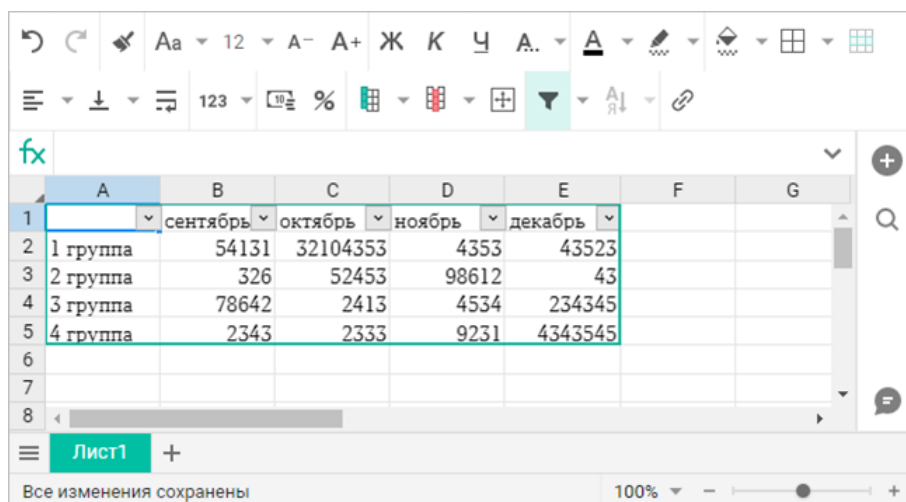 Aa 12 A− A+ Ж К Ч А.. А
123 10 % А Я
fx
A B C D E F G
1 сентябрь октябрь ноябрь декабрь
2 1 группа 54131 32104353 4353 43523
3 2 группа 326 52453 98612 43
4 3 группа 78642 2413 4534 234345
5 4 группа 2343 2333 9231 4343545
6
7
8
Лист1 +
Все изменения сохранены 100% − +